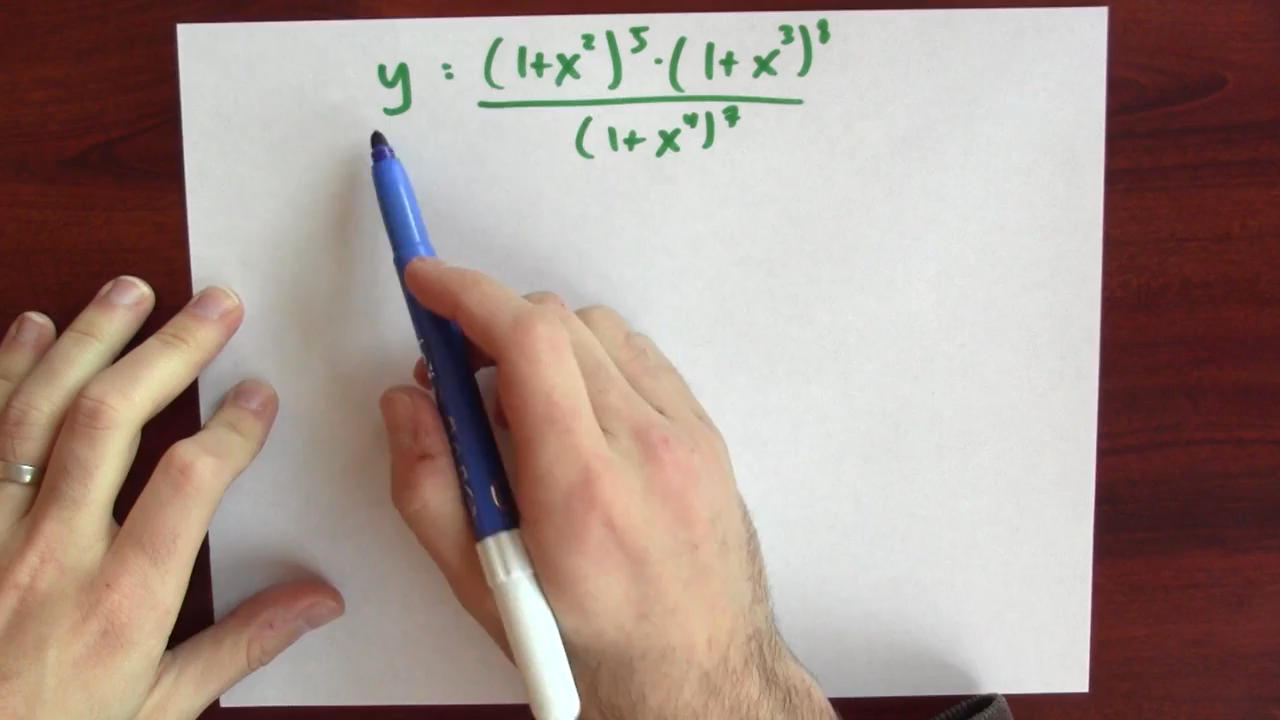 y = (1+x²)⁵·(1+x³)⁸
(1+x⁴)⁷